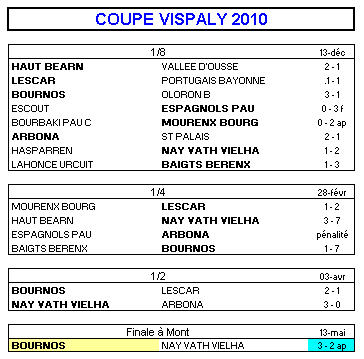 COUPE VISPALY 2010
1/8 13-déc
HAUT BEARN VALLEE D'OUSSE 2 - 1
LESCAR PORTUGAIS BAYONNE .1 - 1
BOURNOS OLORON B 3 - 1
ESCOUT ESPAGNOLS PAU 0 - 3 f
BOURBAKI PAU C MOURENX BOURG 0 - 2 ap
ARBONA ST PALAIS 2 - 1
HASPARREN NAY VATH VIELHA 1 - 2
LAHONCE URCUIT BAIGTS BERENX 1 - 3
1/4 28-févr
MOURENX BOURG LESCAR 1 - 2
HAUT BEARN NAY VATH VIELHA 3 - 7
ESPAGNOLS PAU ARBONA pénalité
BAIGTS BERENX BOURNOS 1 - 7
1/2 03-avr
BOURNOS LESCAR 2 - 1
NAY VATH VIELHA ARBONA 3 - 0
Finale à Mont 13-mai
BOURNOS NAY VATH VIELHA 3 - 2 ap